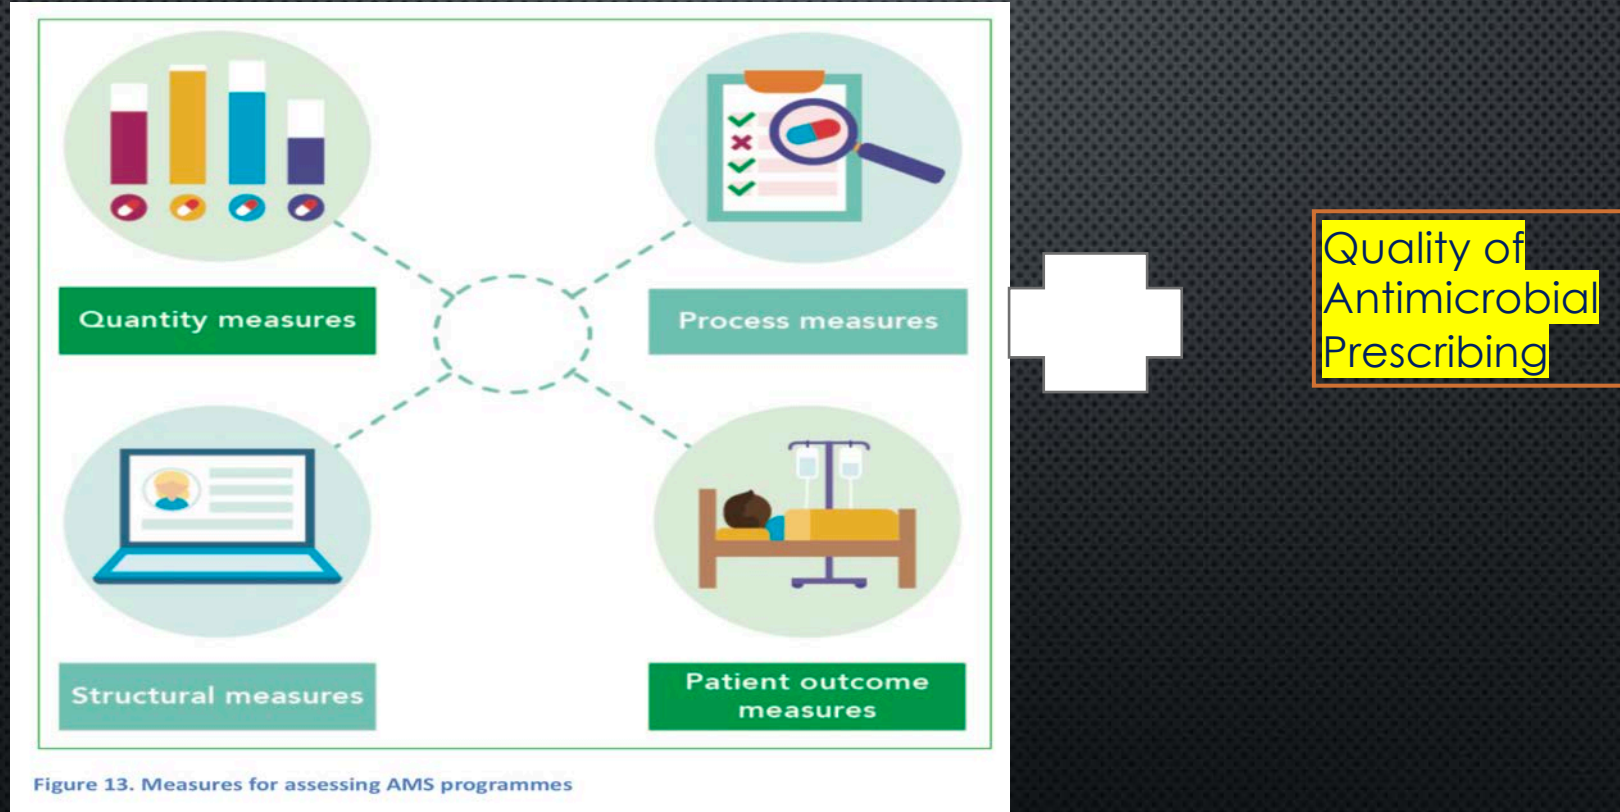 Quantity measures
Process measures
Structural measures
Patient outcome
measures
Figure 13. Measures for assessing AMS programmes
Quality of
Antimicrobial
Prescribing